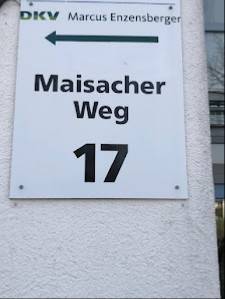 DKV Marcus Enzensberger
Maisacher
Weg
17